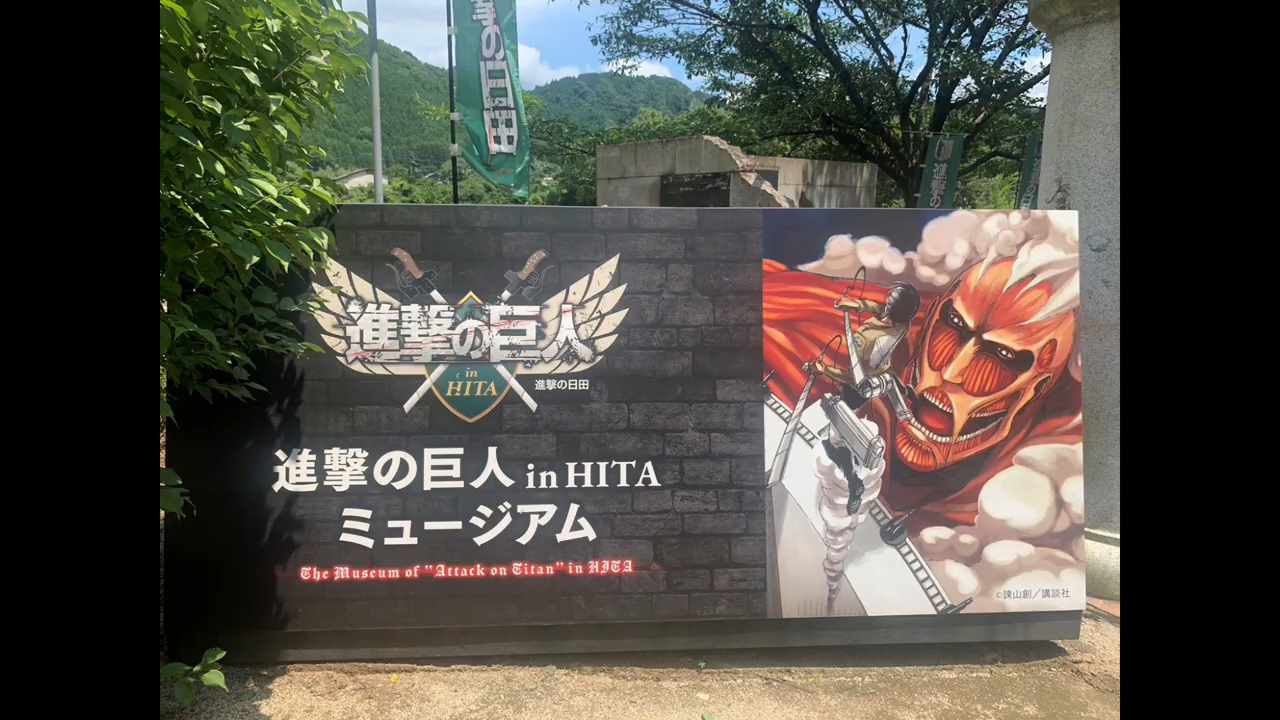 撃の日田
進撃の
進撃の巨人
in
HITA
進撃の日田
進撃の巨人 in HITA
ミュージアム
The Museum of "Attack on Titan" in HITA
©諫山創／講談社